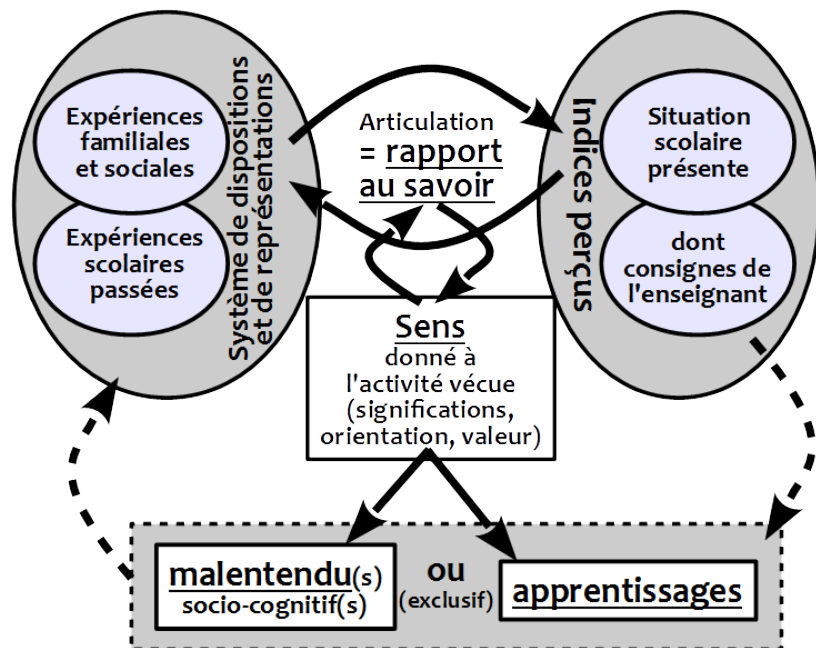 Expériences
familiales
et sociales
Expériences
scolaires
passées
Système de dispositions
et de représentations
Articulation
= rapport
au savoir
Indices perçus
Situation
scolaire
présente
dont
consignes de
l'enseignant
Sens
donné à
l'activité vécue
(significations,
orientation, valeur)
malentendu(s)
socio-cognitif(s)
ou
(exclusif)
apprentissages